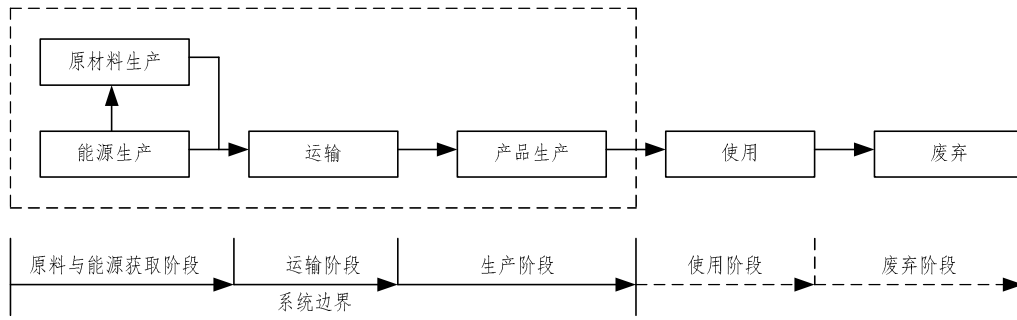 原材料生产
能源生产
运输
产品生产
使用
废弃
原料与能源获取阶段
运输阶段
生产阶段
使用阶段
废弃阶段
系统边界